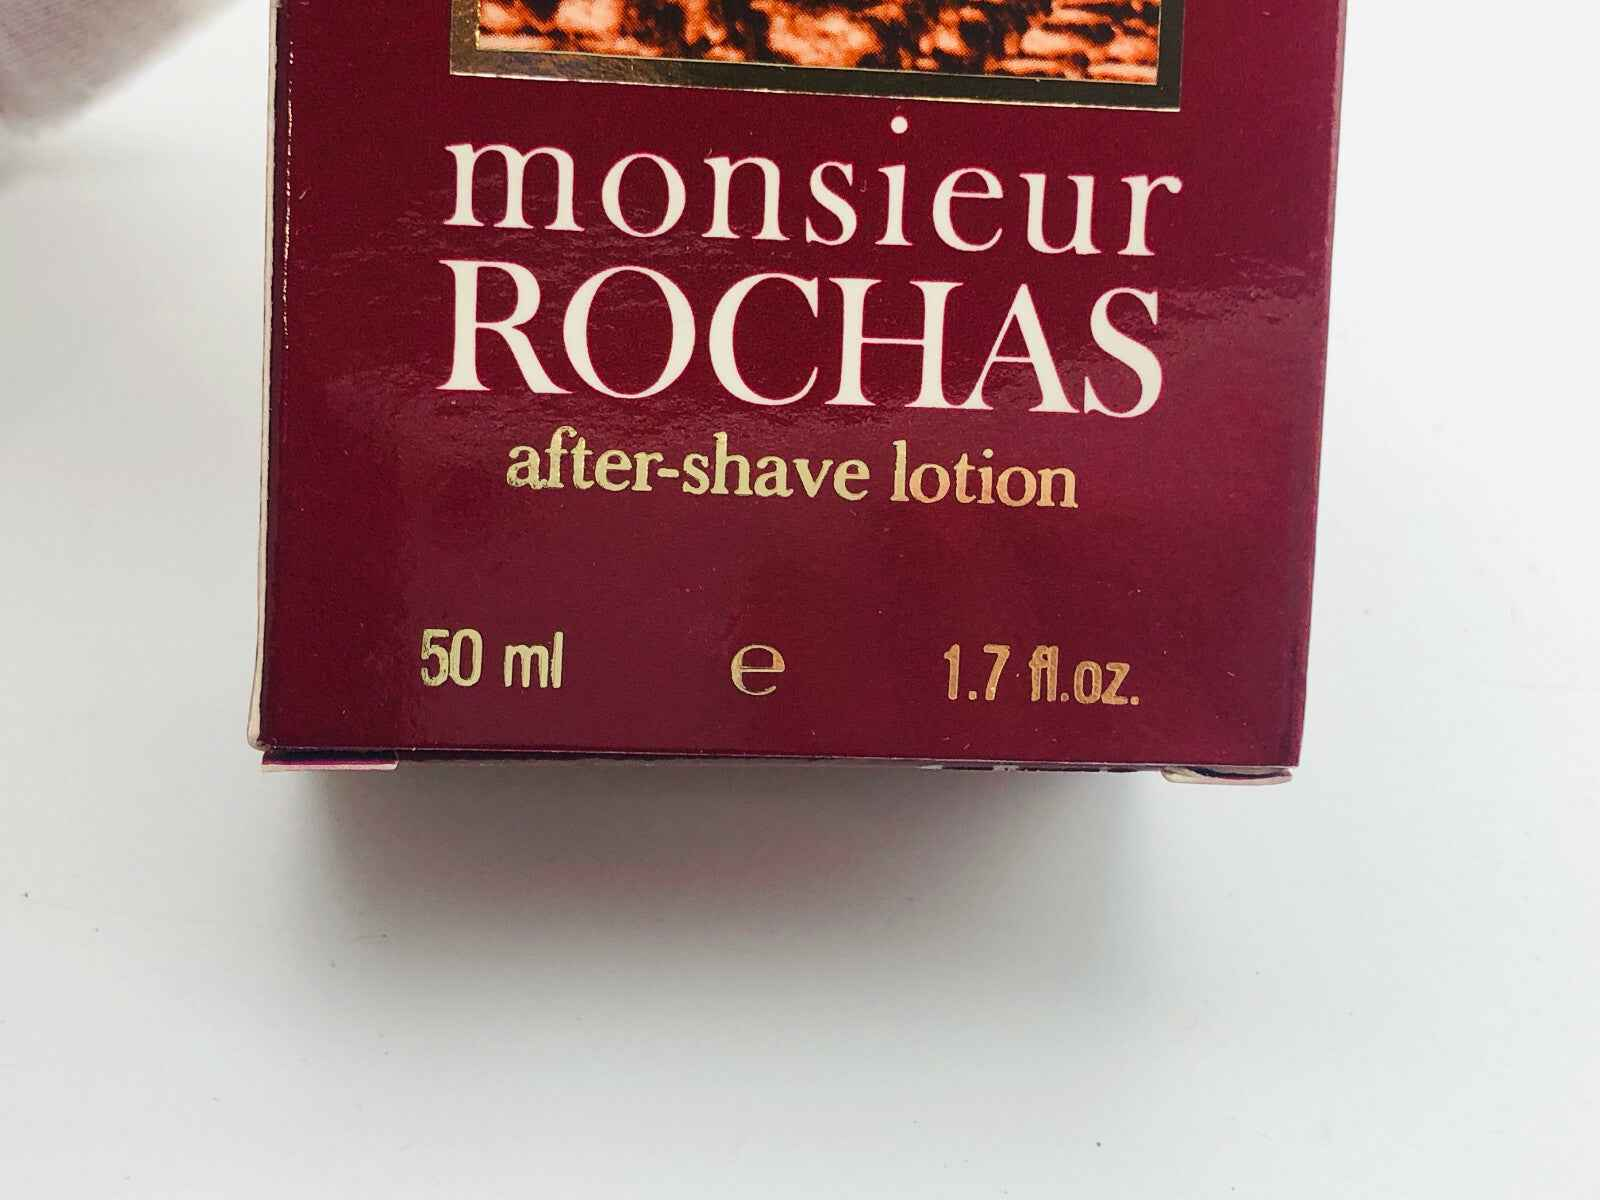 monsieur
ROCHAS
after-shave lotion
50 ml e 1.7 fl.oz.